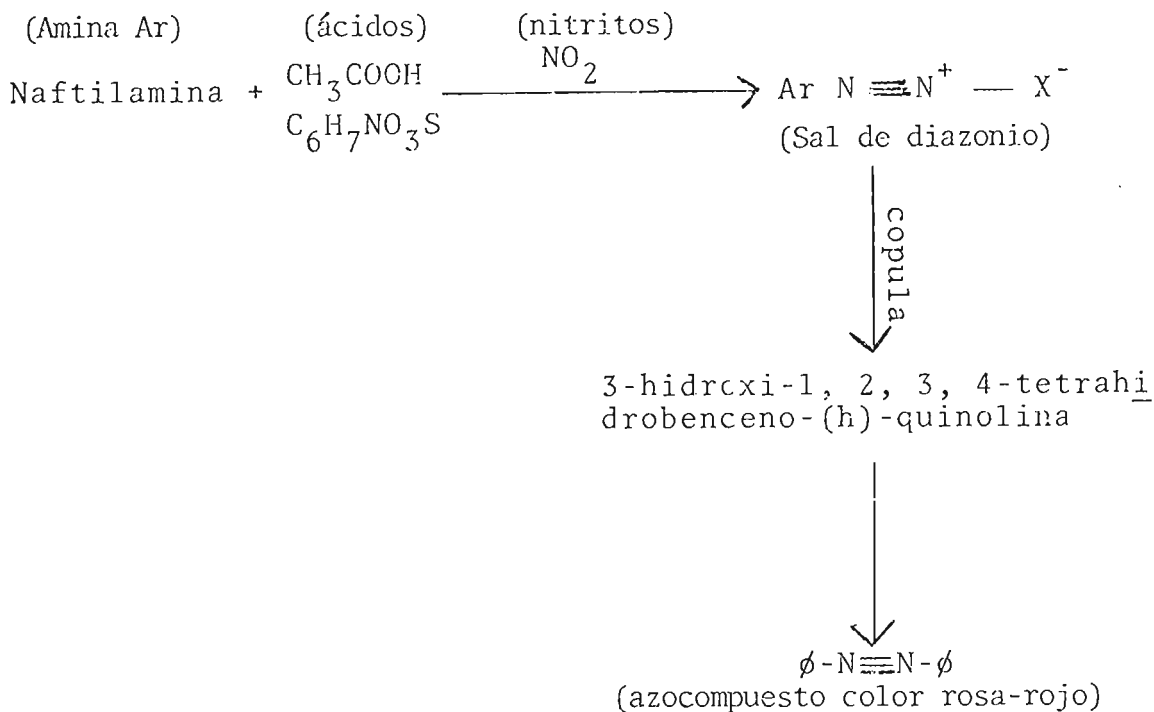 (Amina Ar) (ácidos) (nitritos)
NO₂
Naftilamina + CH₃COOH
C₆H₇NO₃S
Ar N≡N⁺ — X⁻
(Sal de diazonio)
copula
3-hidrcxi-1, 2, 3, 4-tetrahi
drobenceno-(h)-quinolina
ϕ-N≡N-ϕ
(azocompuesto color rosa-rojo)